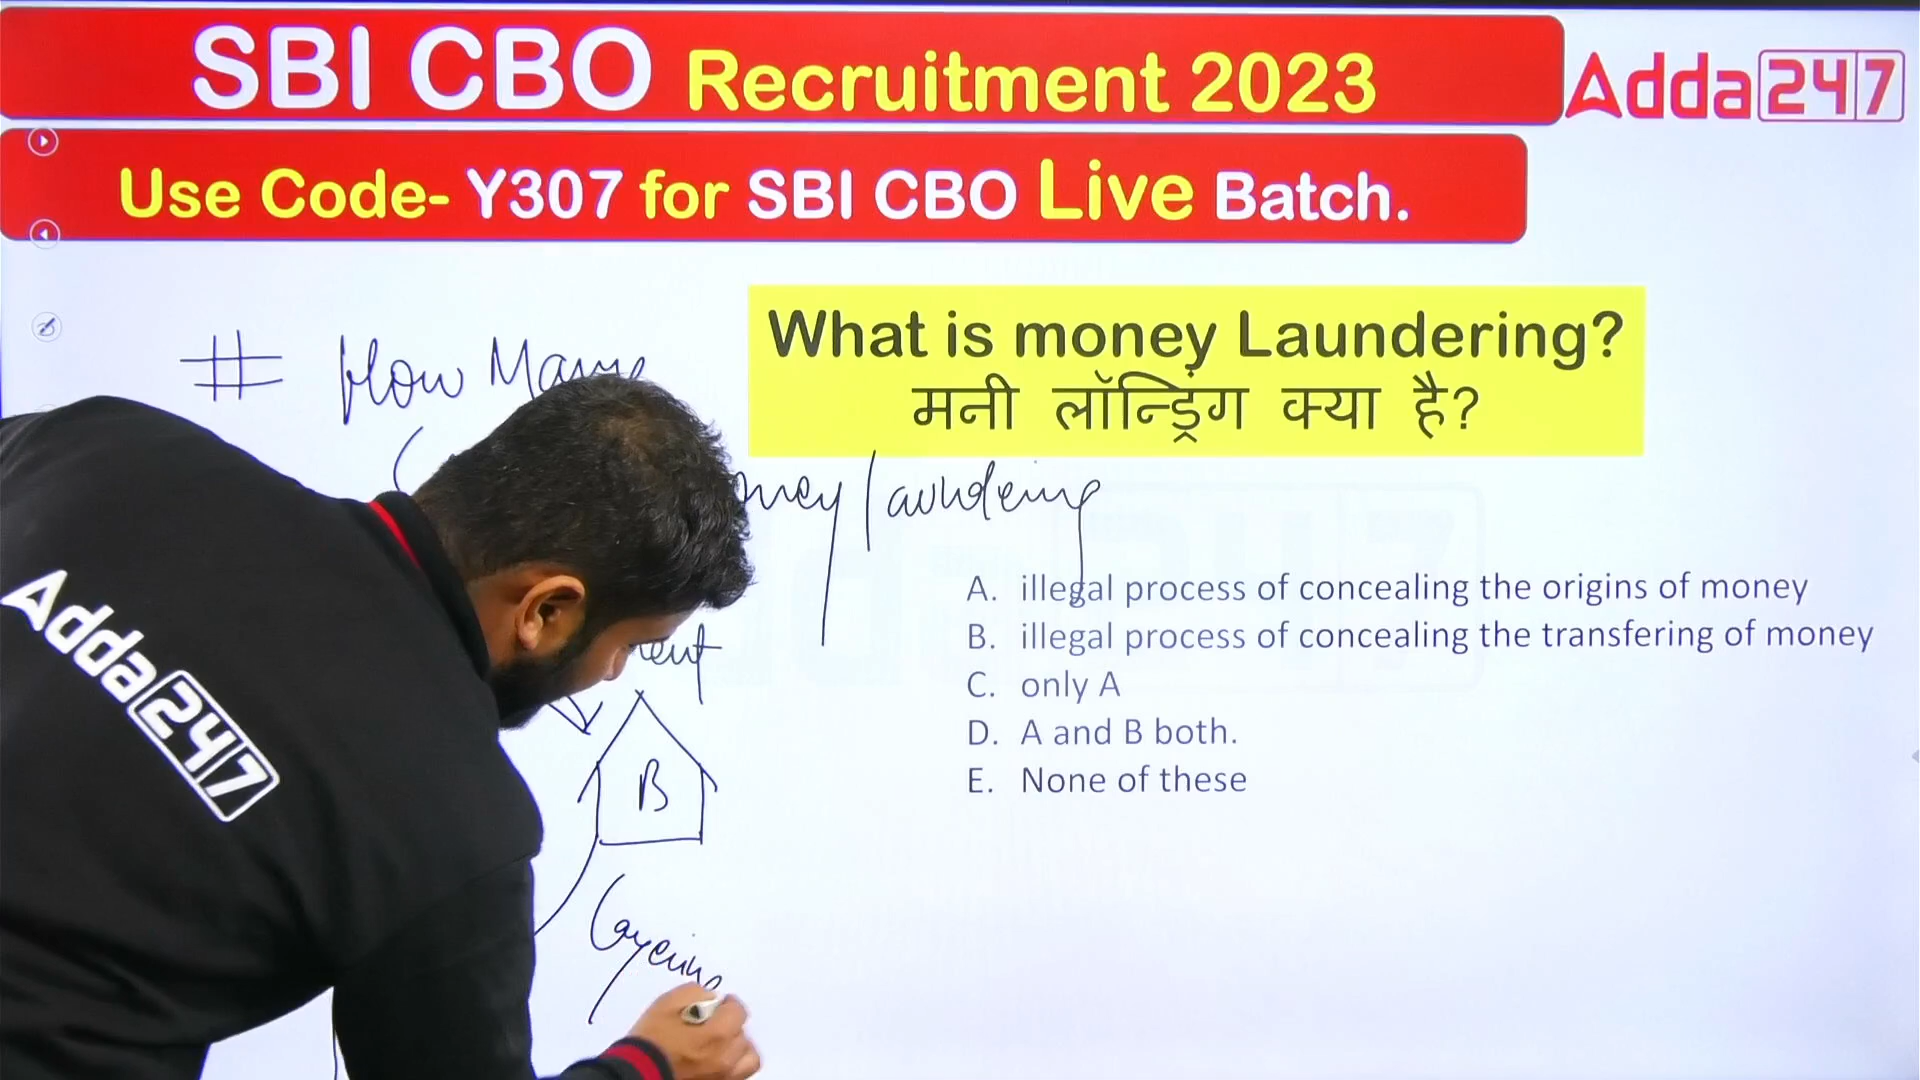 SBI CBO Recruitment 2023
Adda247
Use Code- Y307 for SBI CBO Live Batch.
What is money Laundering?
मनी लॉन्ड्रिंग क्या है?
# How Many
laundeing
A. illegal process of concealing the origins of money
B. illegal process of concealing the transfering of money
C. only A
D. A and B both.
E. None of these
B
Layering
Adda247